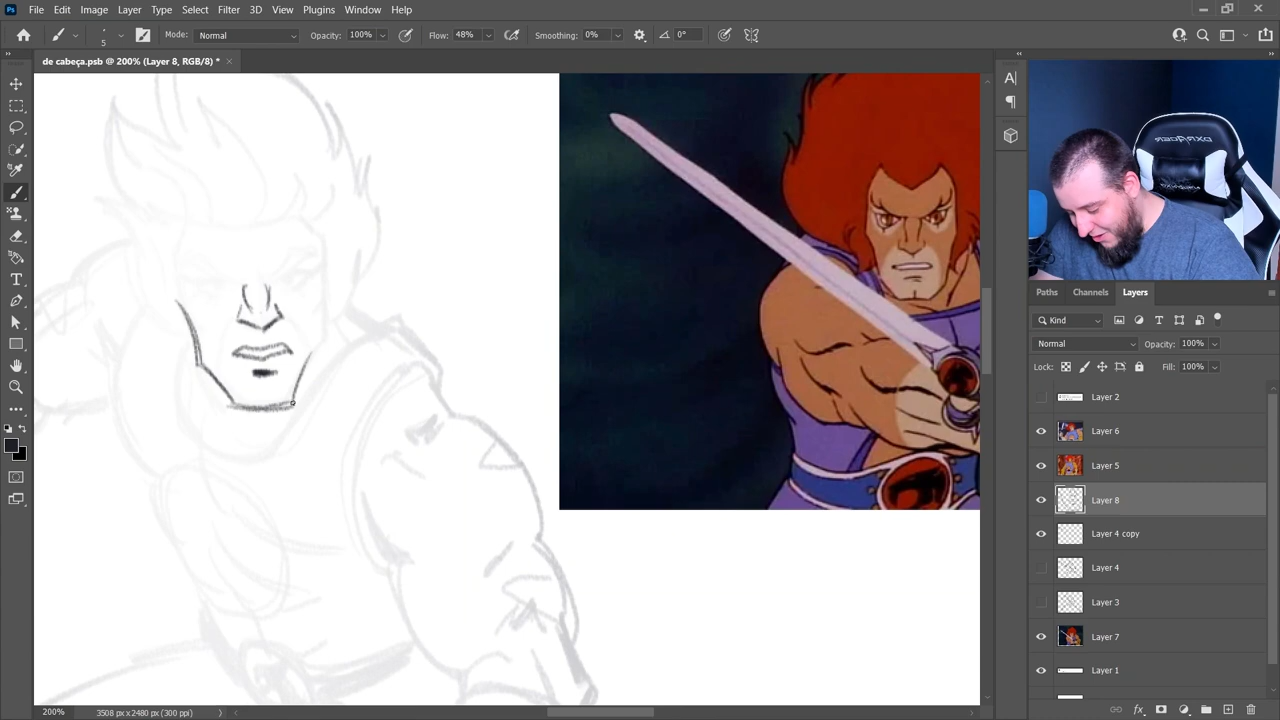 File Edit Image Layer Type Select Filter 3D View Plugins Window Help
5 Mode: Normal Opacity: 100% Flow: 48% Smoothing: 0% 0°
de cabeça.psb @ 200% (Layer 8, RGB/8) *
Paths Channels Layers
Kind
Normal Opacity: 100%
Lock: Fill: 100%
Layer 2
Layer 6
Layer 5
Layer 8
Layer 4 copy
Layer 4
Layer 3
Layer 7
Layer 1
200% 3508 px x 2480 px (300 ppi)